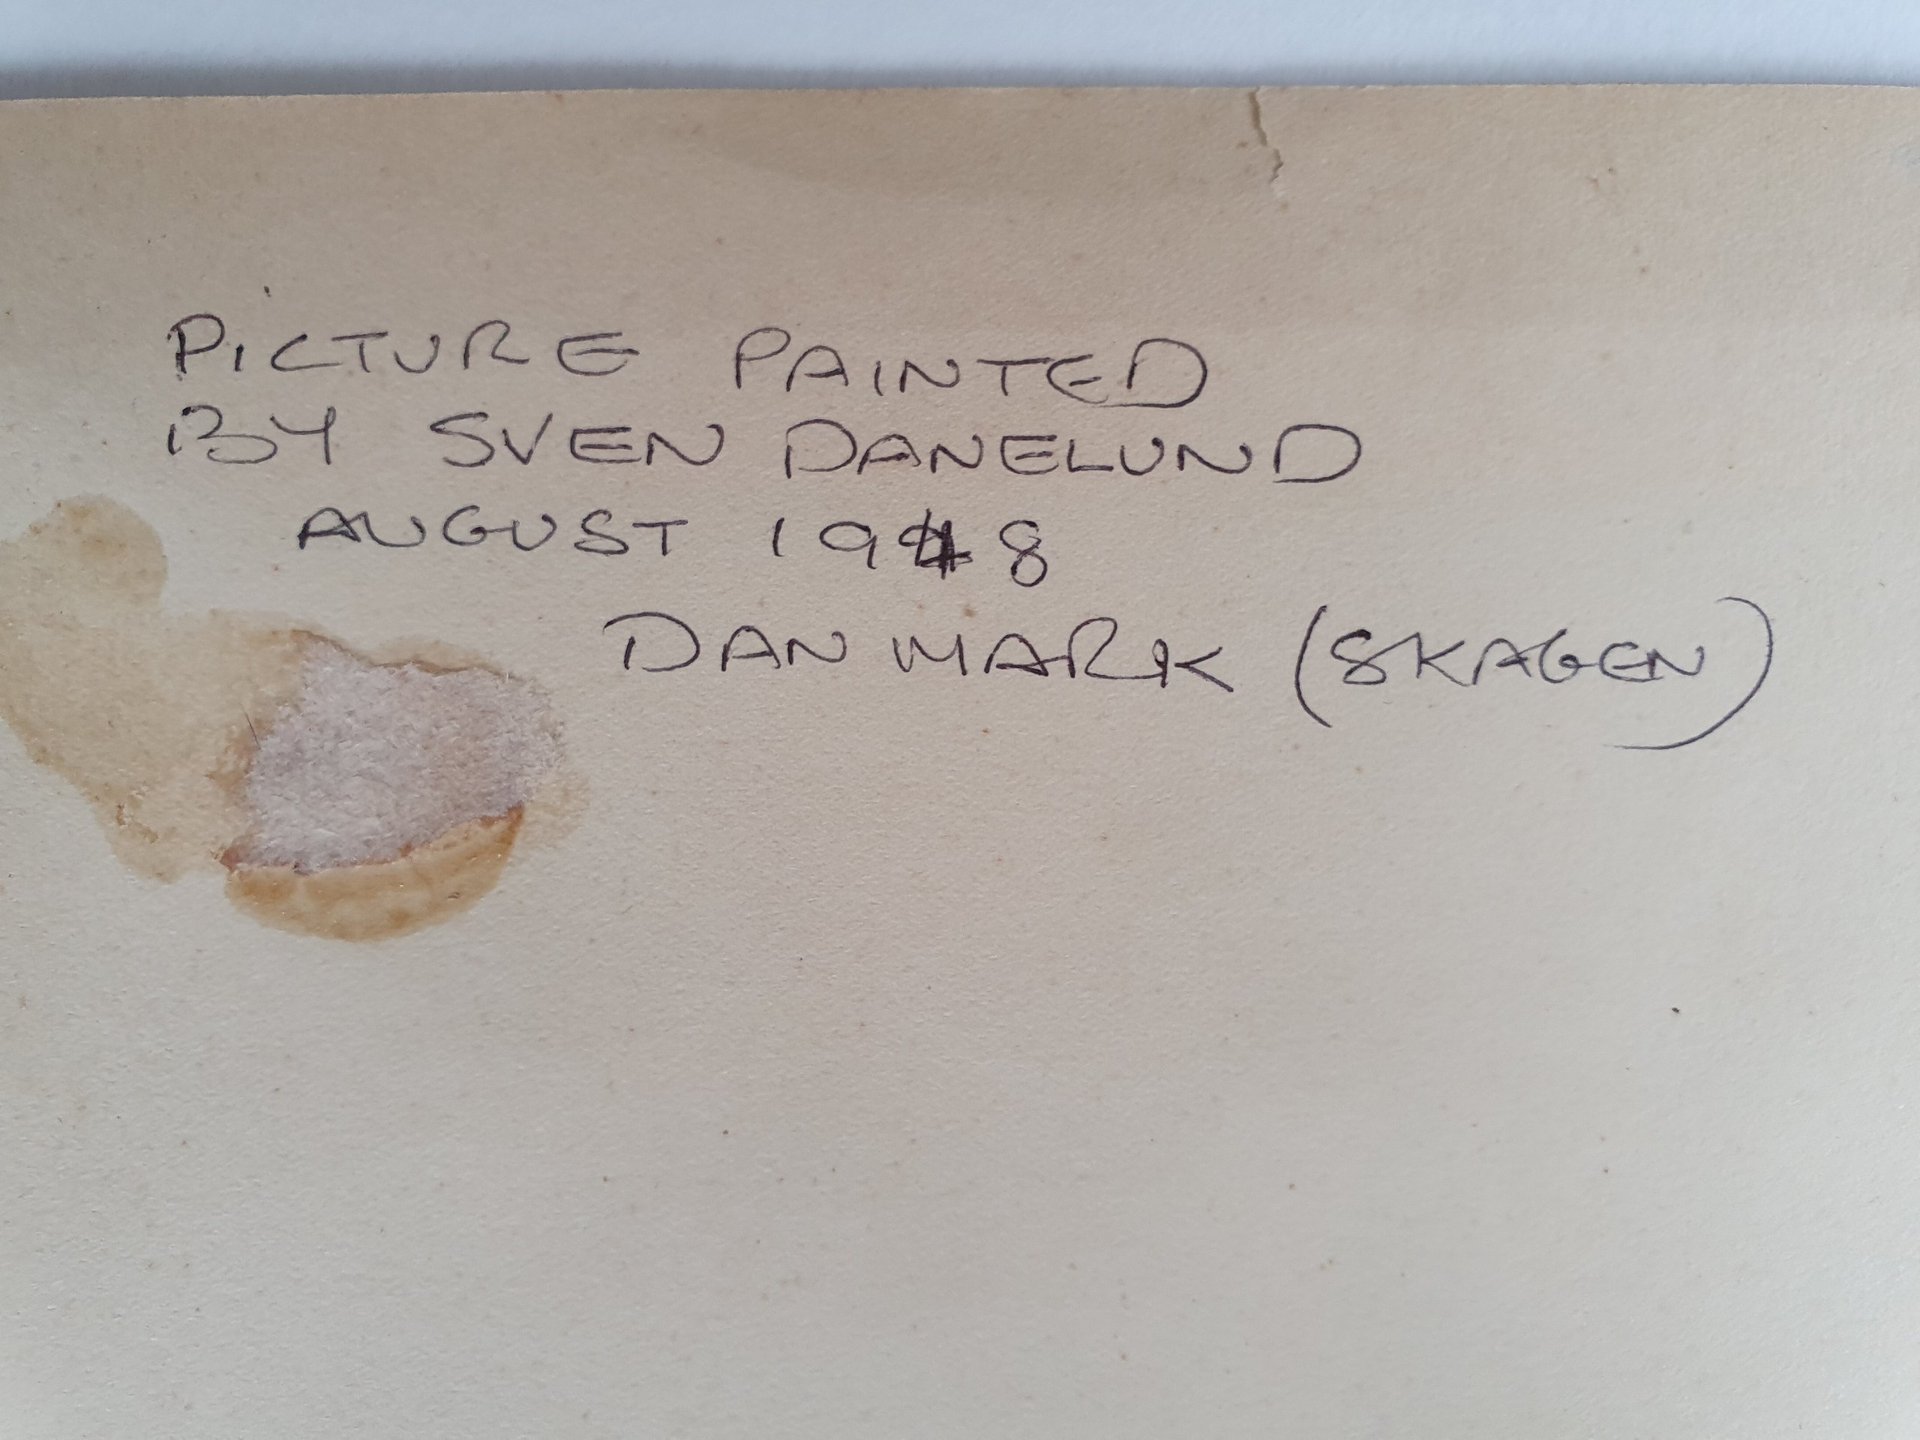 PICTURE PAINTED
BY SVEN DANELUND
AUGUST 1948
DANMARK (SKAGEN)